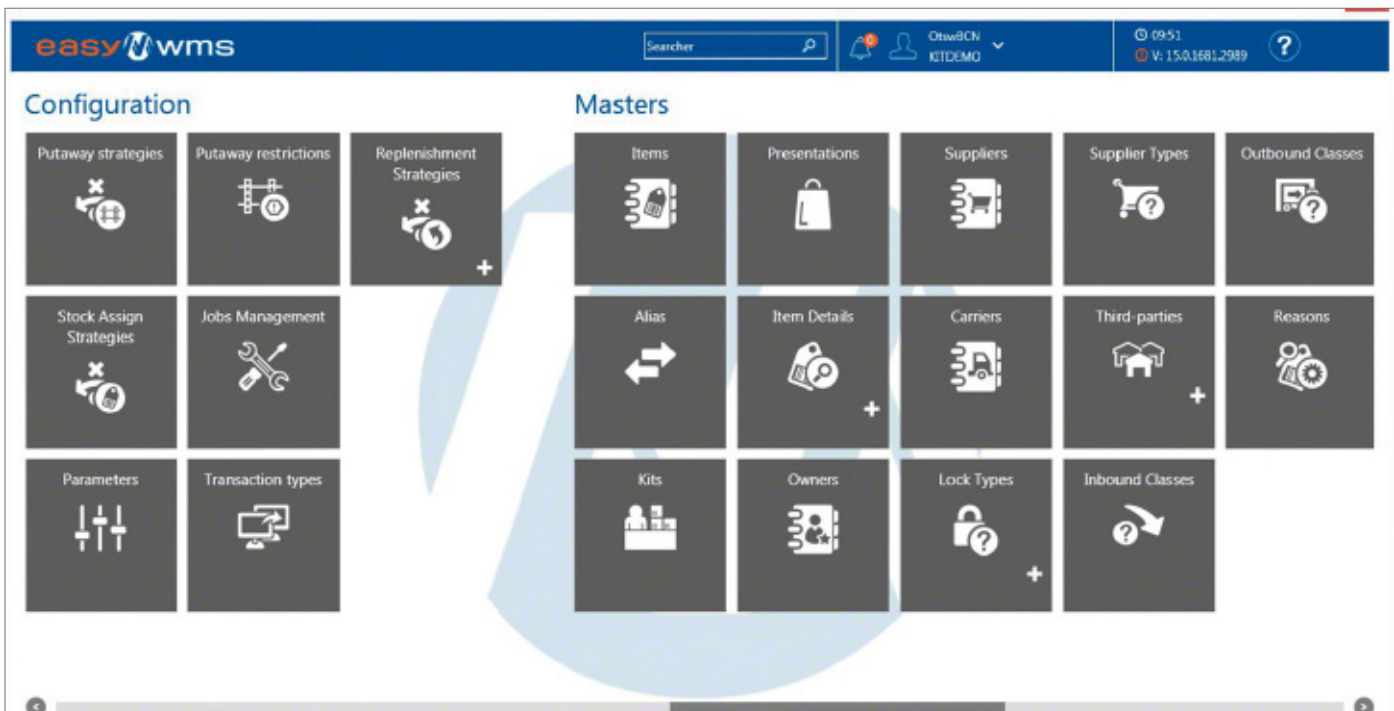 easy wms
Searcher
0
OtswBCN
KITDEMO
09:51
V: 15.0.1681.2989
?
Configuration
Masters
Putaway strategies
Putaway restrictions
Replenishment
Strategies
Items
Presentations
Suppliers
Supplier Types
Outbound Classes
Stock Assign
Strategies
Jobs Management
Alias
Item Details
Carriers
Third-parties
Reasons
Parameters
Transaction types
Kits
Owners
Lock Types
Inbound Classes